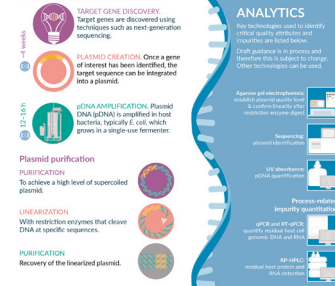 TARGET GENE DISCOVERY.
Target genes are discovered using
techniques such as next-generation
sequencing.
~4 weeks
PLASMID CREATION. Once a gene
of interest has been identified, the
target sequence can be integrated
into a plasmid.
12–16 h
pDNA AMPLIFICATION. Plasmid
DNA (pDNA) is amplified in host
bacteria, typically E. coli, which
grows in a single-use fermenter.
Plasmid purification
PURIFICATION
To achieve a high level of supercoiled
plasmid.
LINEARIZATION
With restriction enzymes that cleave
DNA at specific sequences.
PURIFICATION
Recovery of the linearized plasmid.
ANALYTICS
Key technologies used to identify
critical quality attributes and
impurities are listed below.
Draft guidance is in process and
therefore this is subject to change.
Other technologies can be used.
Agarose gel electrophoresis:
establish plasmid quality level
& confirm linearity after
restriction enzyme digest
Sequencing:
plasmid identification
UV absorbance:
pDNA quantification
Process-relate
impurity quantitatio
qPCR and RT-qPCR:
quantify residual host cell
genomic DNA and RNA
RP-HPLC:
residual host protein and
RNA detection